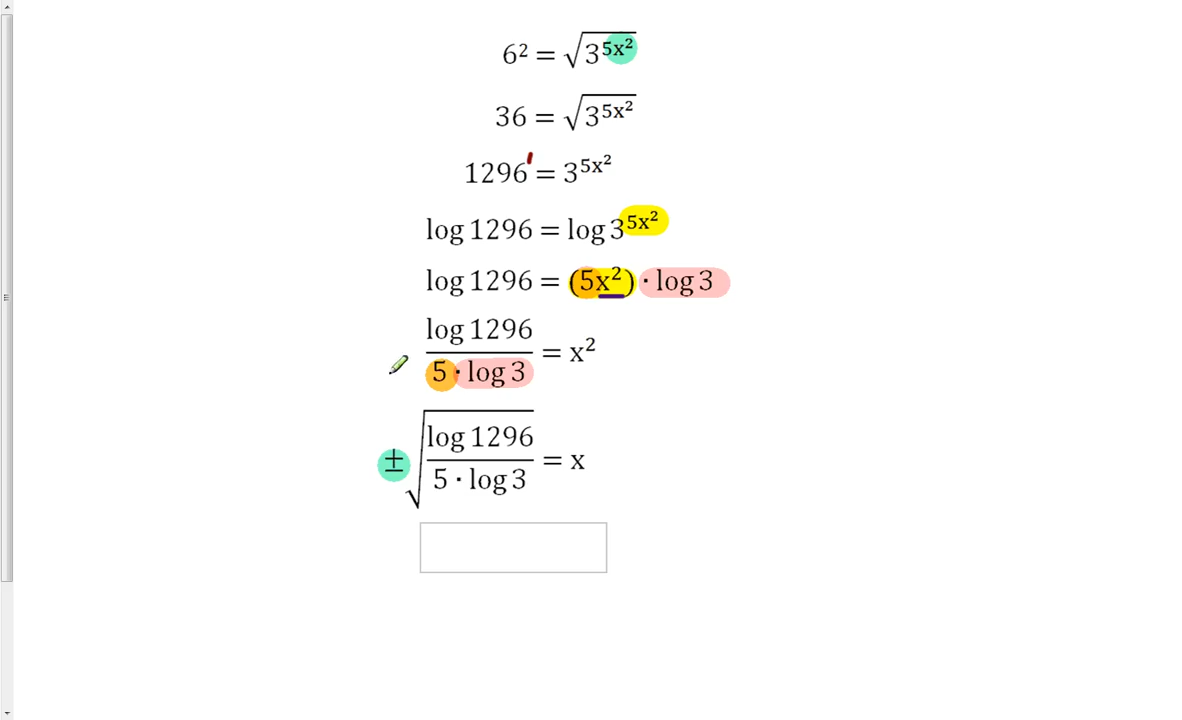 6² = √3^5x²
36 = √3^5x²
1296' = 3^5x²
log 1296 = log 3^5x²
log 1296 = (5x²) · log 3
log 1296 / 5 · log 3 = x²
± √log 1296 / 5 · log 3 = x